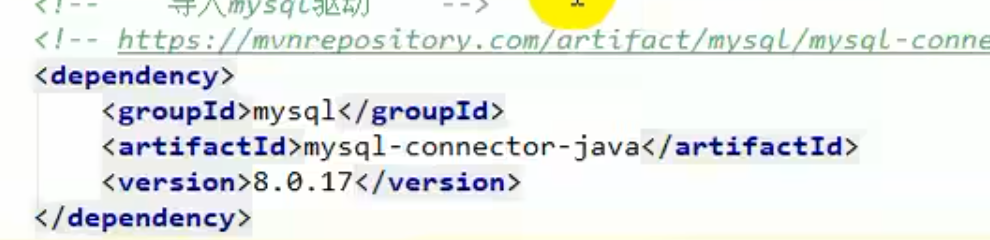 <!-- 导入mysql驱动 -->
<!-- https://mvnrepository.com/artifact/mysql/mysql-conne
<dependency>
<groupId>mysql</groupId>
<artifactId>mysql-connector-java</artifactId>
<version>8.0.17</version>
</dependency>